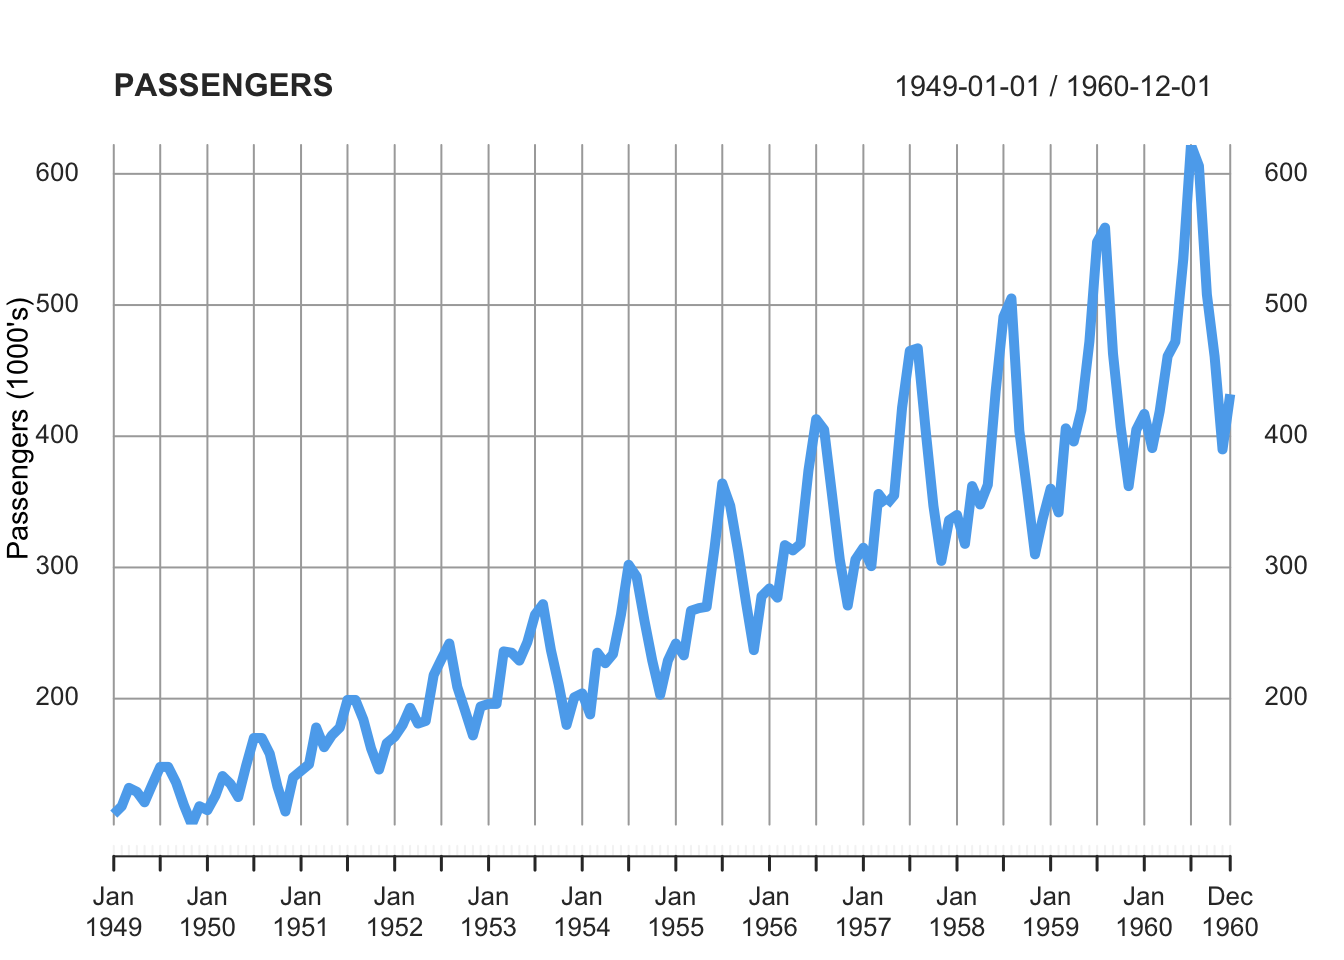 PASSENGERS 1949-01-01 / 1960-12-01
600 600
500 500
400 400
300 300
200 200
Passengers (1000's)
Jan Jan Jan Jan Jan Jan Jan Jan Jan Jan Jan Jan Dec
1949 1950 1951 1952 1953 1954 1955 1956 1957 1958 1959 1960 1960